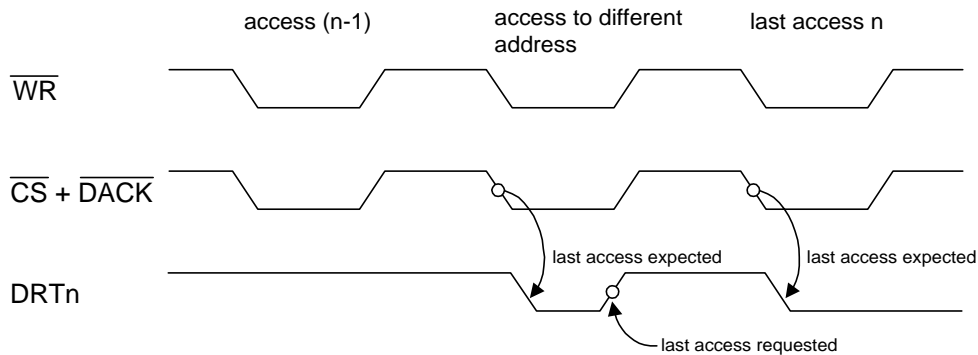 access (n-1)
access to different
address
last access n
WR
CS + DACK
last access expected
last access expected
DRTn
last access requested